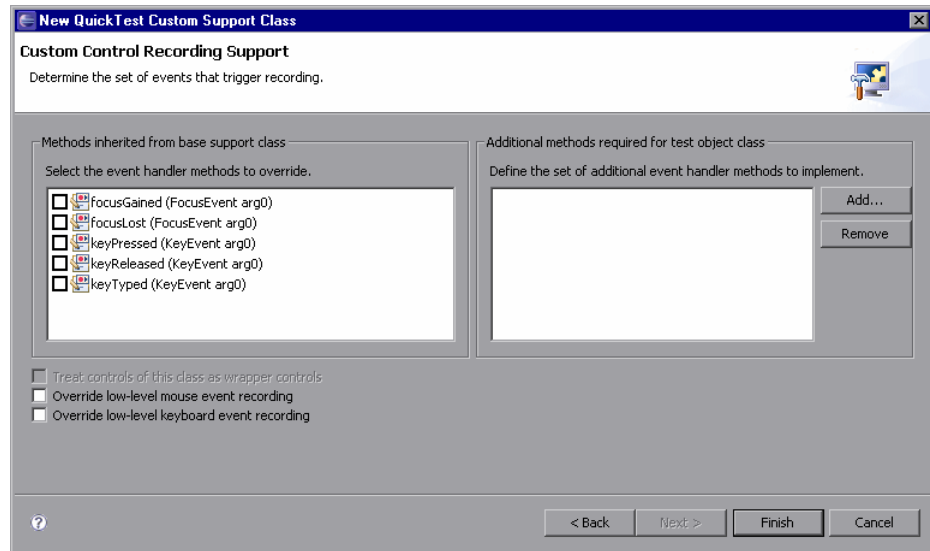 New QuickTest Custom Support Class
Custom Control Recording Support
Determine the set of events that trigger recording.
Methods inherited from base support class
Select the event handler methods to override.
focusGained (FocusEvent arg0)
focusLost (FocusEvent arg0)
keyPressed (KeyEvent arg0)
keyReleased (KeyEvent arg0)
keyTyped (KeyEvent arg0)
Additional methods required for test object class
Define the set of additional event handler methods to implement.
Add...
Remove
Treat controls of this class as wrapper controls
Override low-level mouse event recording
Override low-level keyboard event recording
?
< Back
Next >
Finish
Cancel